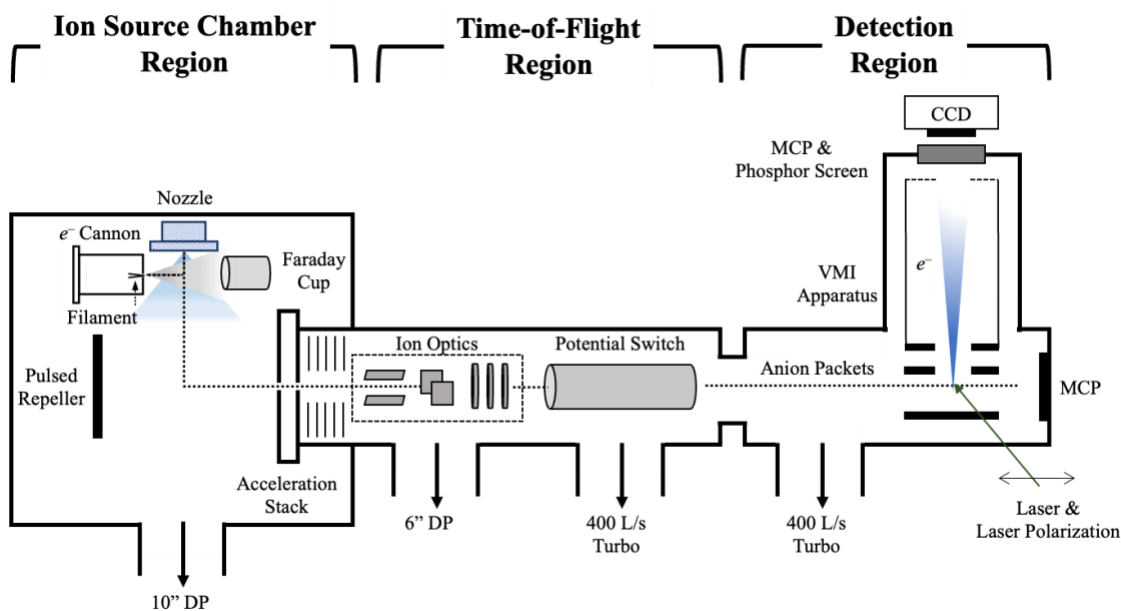 Ion Source Chamber
Region
Time-of-Flight
Region
Detection
Region
CCD
MCP &
Phosphor Screen
Nozzle
e⁻ Cannon
Faraday
Cup
Filament
e⁻
VMI
Apparatus
Pulsed
Repeller
Ion Optics
Potential Switch
Anion Packets
MCP
Acceleration
Stack
6” DP
400 L/s
Turbo
400 L/s
Turbo
Laser &
Laser Polarization
10” DP